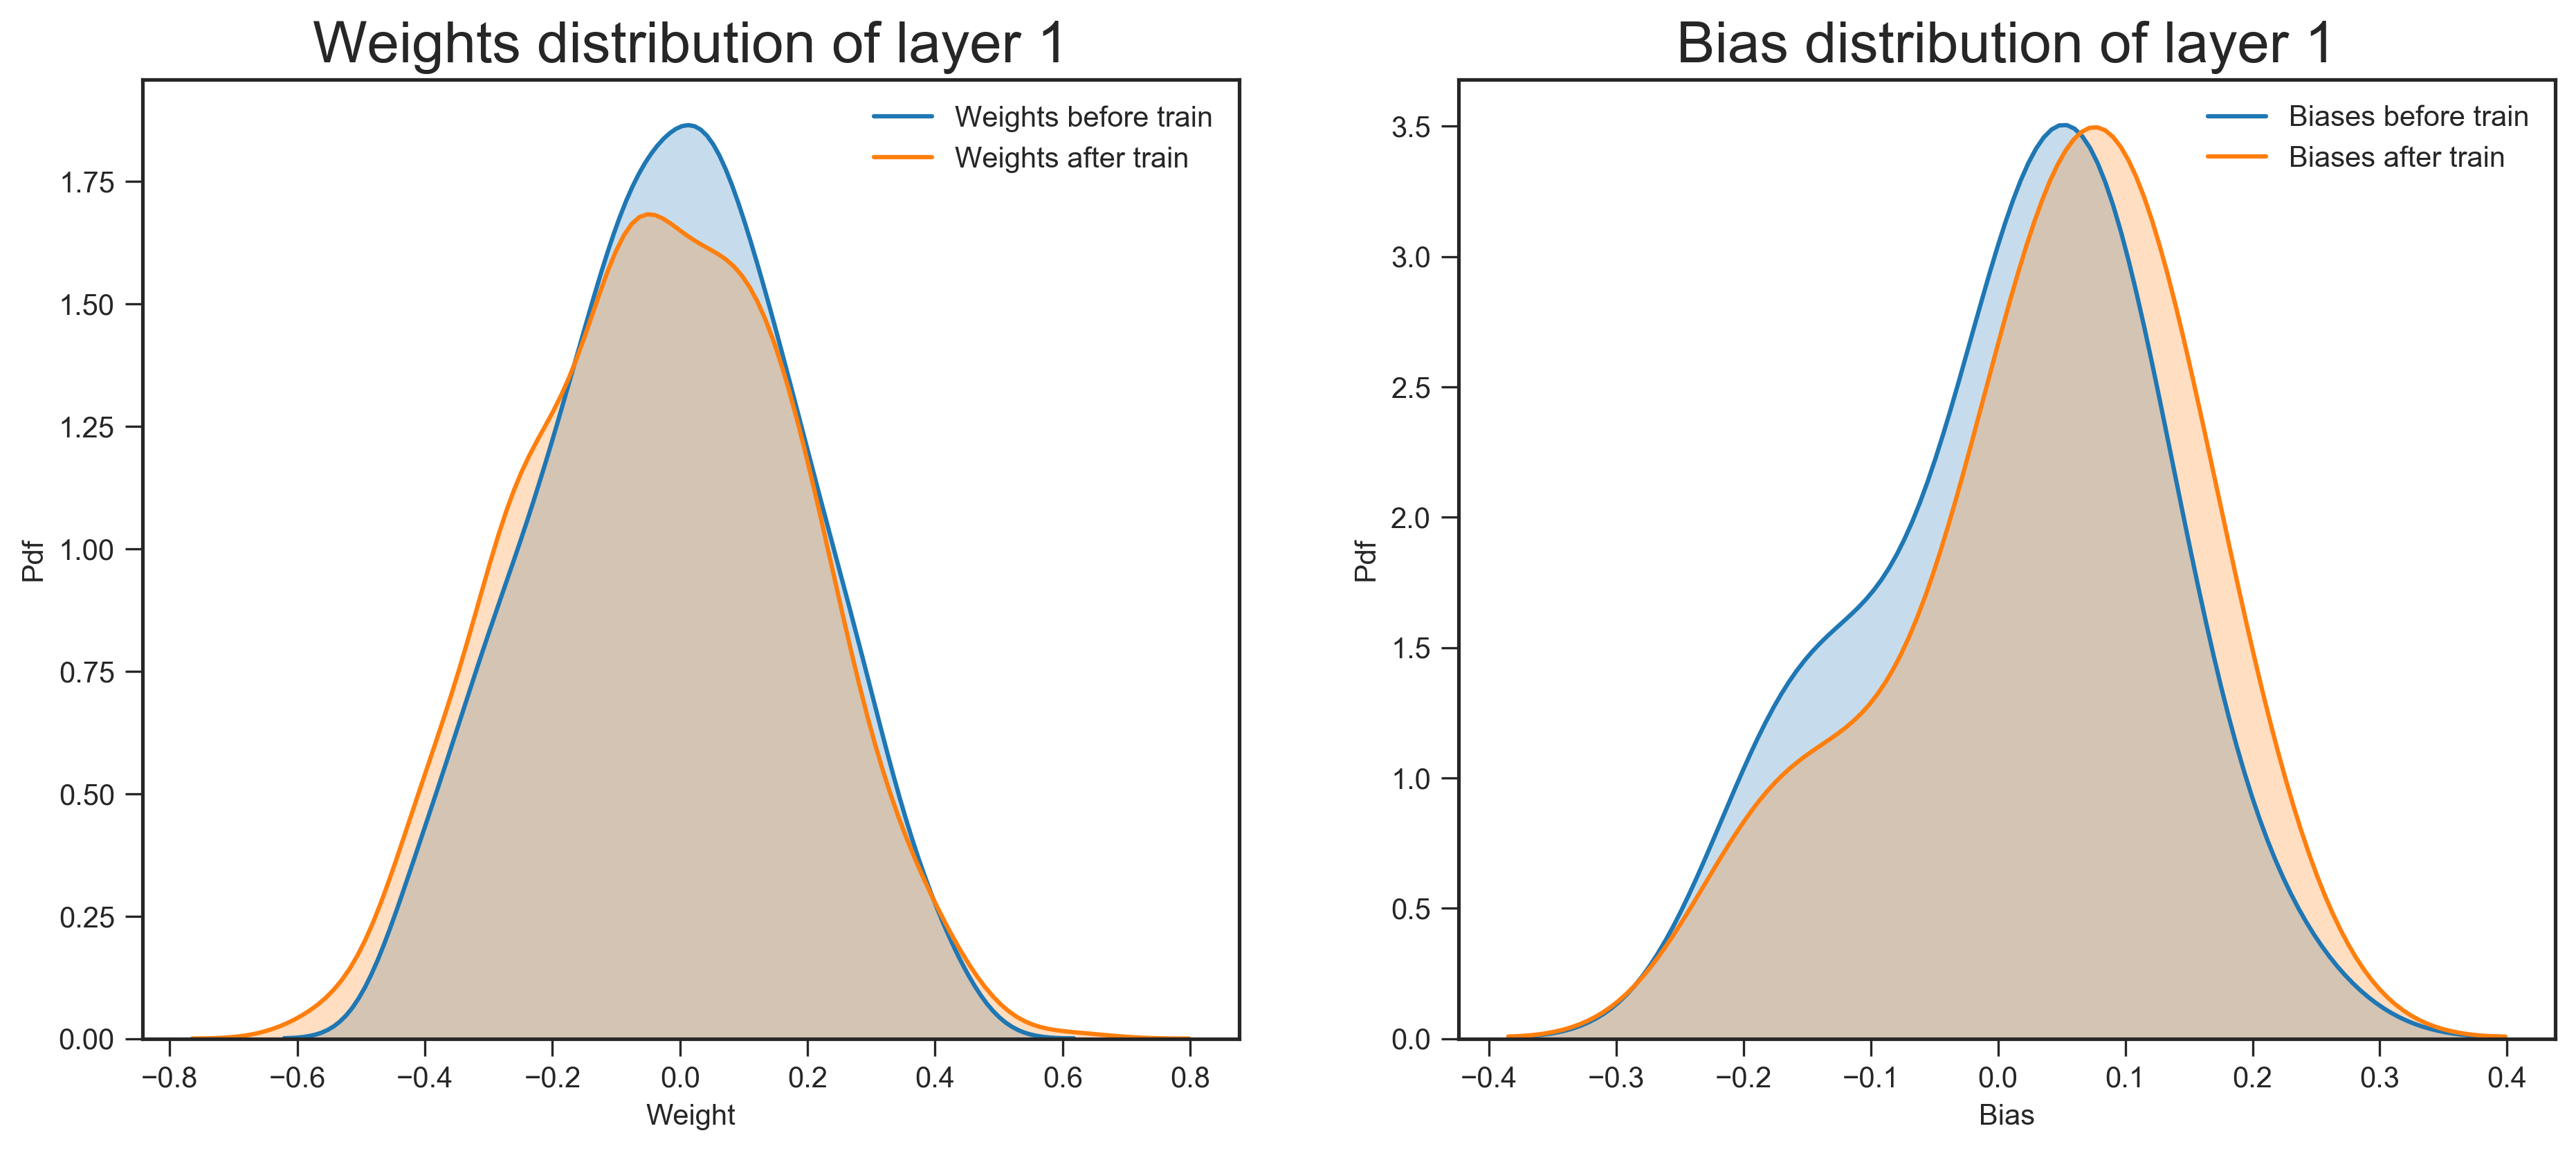 Weights distribution of layer 1
Weights before train
Weights after train
1.75
1.50
1.25
1.00
0.75
0.50
0.25
0.00
Pdf
−0.8 −0.6 −0.4 −0.2 0.0 0.2 0.4 0.6 0.8
Weight
Bias distribution of layer 1
Biases before train
Biases after train
3.5
3.0
2.5
2.0
1.5
1.0
0.5
0.0
Pdf
−0.4 −0.3 −0.2 −0.1 0.0 0.1 0.2 0.3 0.4
Bias